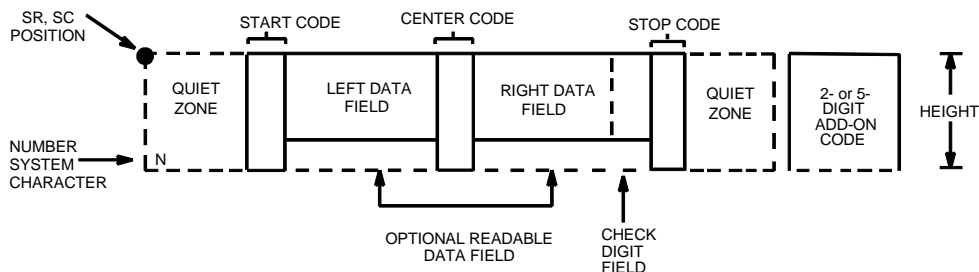 SR, SC
POSITION
START CODE
CENTER CODE
STOP CODE
QUIET
ZONE
LEFT DATA
FIELD
RIGHT DATA
FIELD
QUIET
ZONE
2- or 5-
DIGIT
ADD-ON
CODE
HEIGHT
NUMBER
SYSTEM
CHARACTER
N
OPTIONAL READABLE
DATA FIELD
CHECK
DIGIT
FIELD